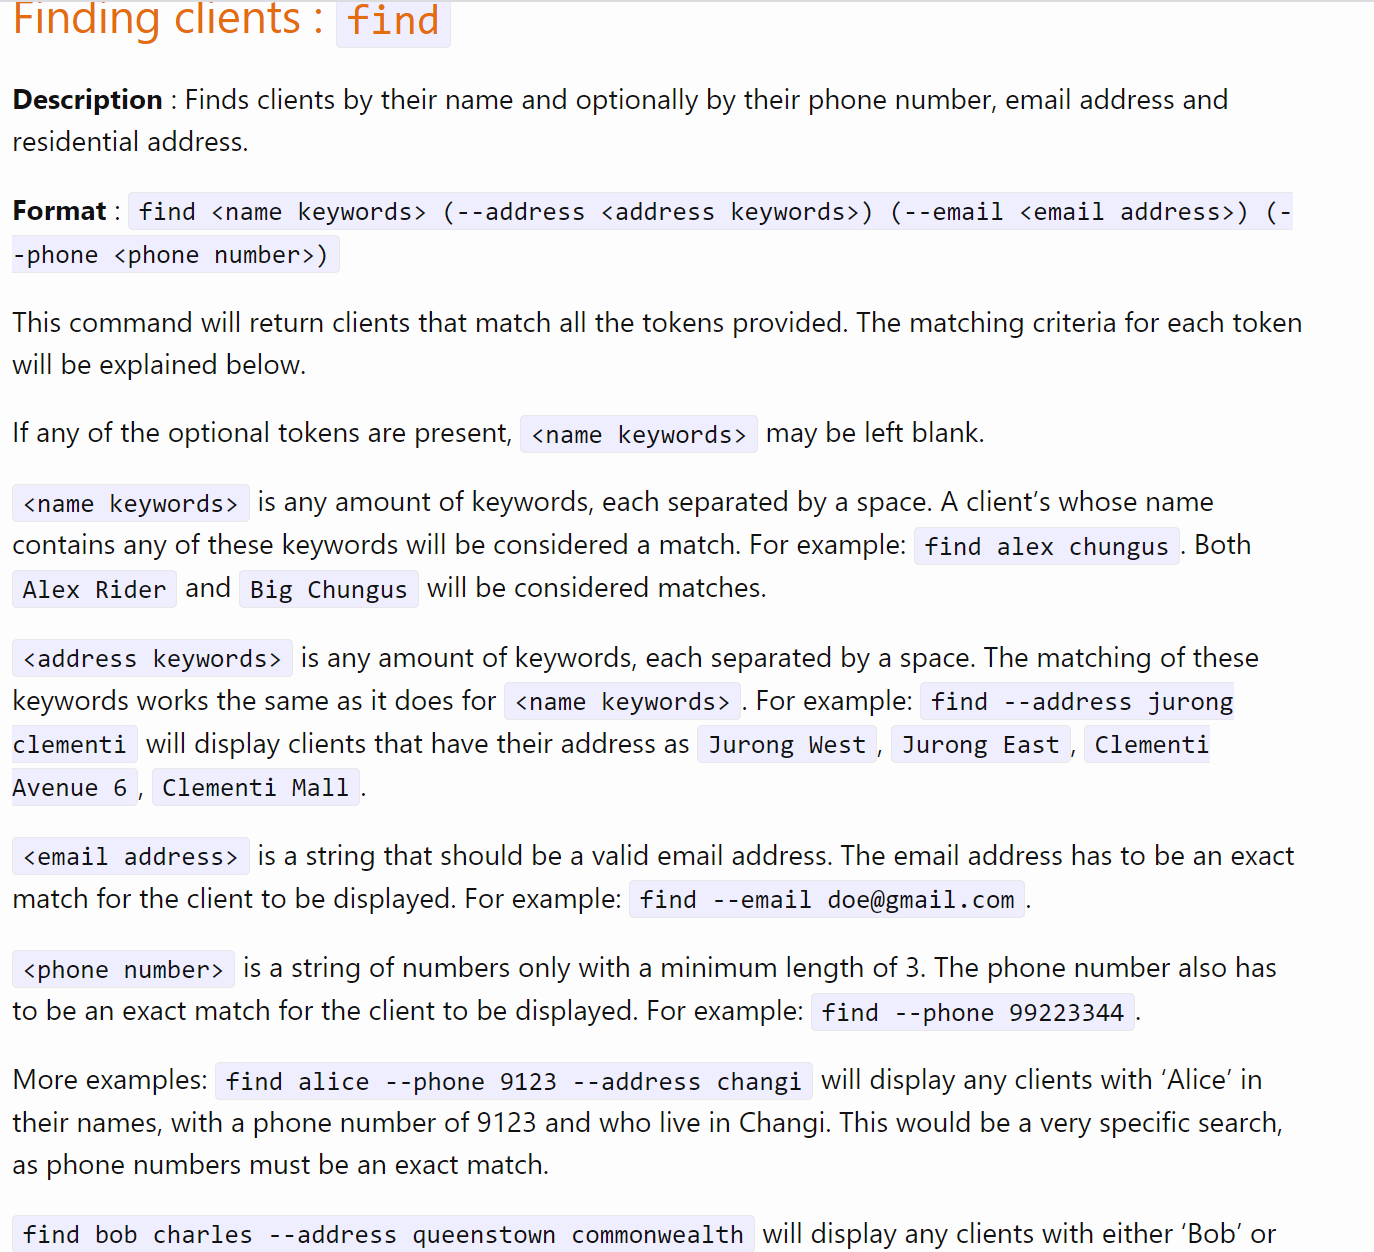 Finding clients : find
Description : Finds clients by their name and optionally by their phone number, email address and
residential address.
Format : find <name keywords> (--address <address keywords>) (--email <email address>) (-
-phone <phone number>)
This command will return clients that match all the tokens provided. The matching criteria for each token
will be explained below.
If any of the optional tokens are present, <name keywords> may be left blank.
<name keywords> is any amount of keywords, each separated by a space. A client’s whose name
contains any of these keywords will be considered a match. For example: find alex chungus . Both
Alex Rider and Big Chungus will be considered matches.
<address keywords> is any amount of keywords, each separated by a space. The matching of these
keywords works the same as it does for <name keywords> . For example: find --address jurong
clementi will display clients that have their address as Jurong West , Jurong East , Clementi
Avenue 6 , Clementi Mall .
<email address> is a string that should be a valid email address. The email address has to be an exact
match for the client to be displayed. For example: find --email doe@gmail.com .
<phone number> is a string of numbers only with a minimum length of 3. The phone number also has
to be an exact match for the client to be displayed. For example: find --phone 99223344 .
More examples: find alice --phone 9123 --address changi will display any clients with ‘Alice’ in
their names, with a phone number of 9123 and who live in Changi. This would be a very specific search,
as phone numbers must be an exact match.
find bob charles --address queenstown commonwealth will display any clients with either ‘Bob’ or